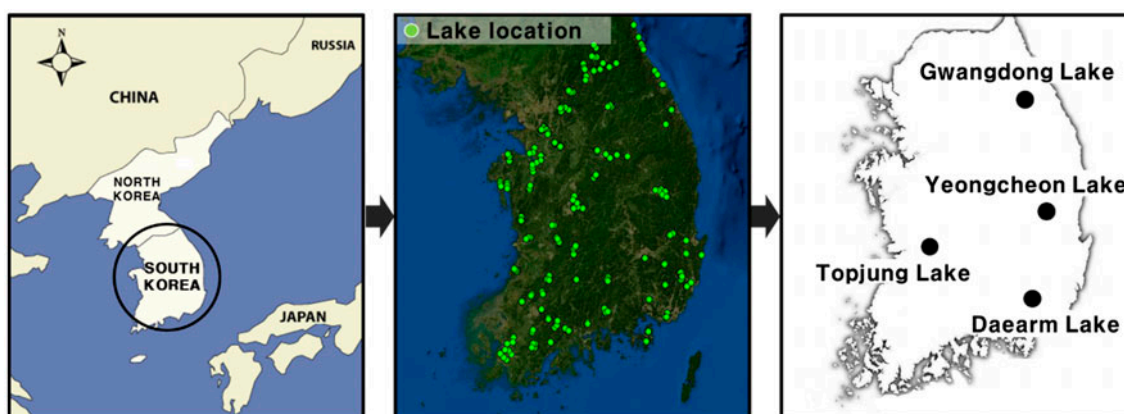 N
RUSSIA
CHINA
NORTH
KOREA
SOUTH
KOREA
JAPAN
Lake location
Gwangdong Lake
Yeongcheon Lake
Topjung Lake
Daearm Lake